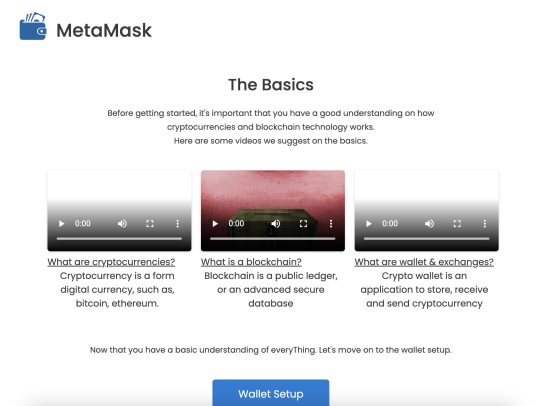 MetaMask
The Basics
Before getting started, it's important that you have a good understanding on how
cryptocurrencies and blockchain technology works.
Here are some videos we suggest on the basics.
0:00
0:00
0:00
What are cryptocurrencies?
Cryptocurrency is a form
digital currency, such as,
bitcoin, ethereum.
What is a blockchain?
Blockchain is a public ledger,
or an advanced secure
database
What are wallet & exchanges?
Crypto wallet is an
application to store, receive
and send cryptocurrency
Now that you have a basic understanding of everyThing. Let's move on to the wallet setup.
Wallet Setup